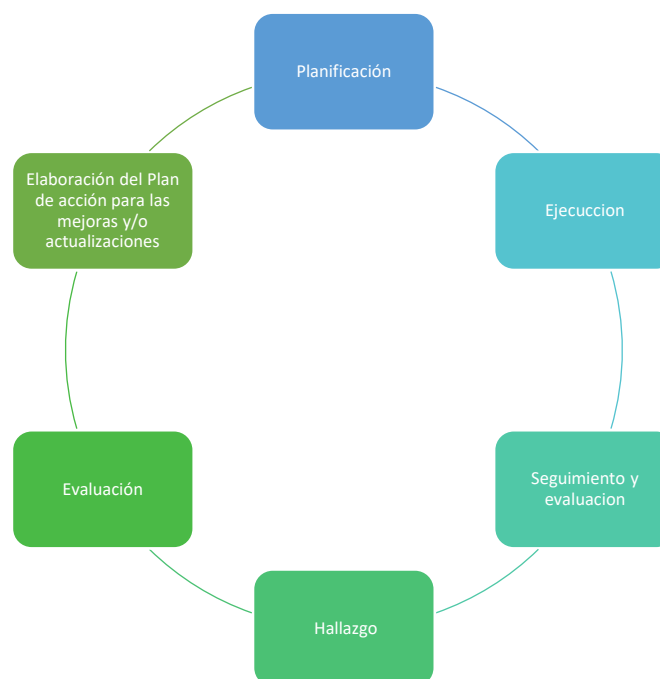 Planificación
Ejecuccion
Seguimiento y
evaluacion
Hallazgo
Evaluación
Elaboración del Plan
de acción para las
mejoras y/o
actualizaciones